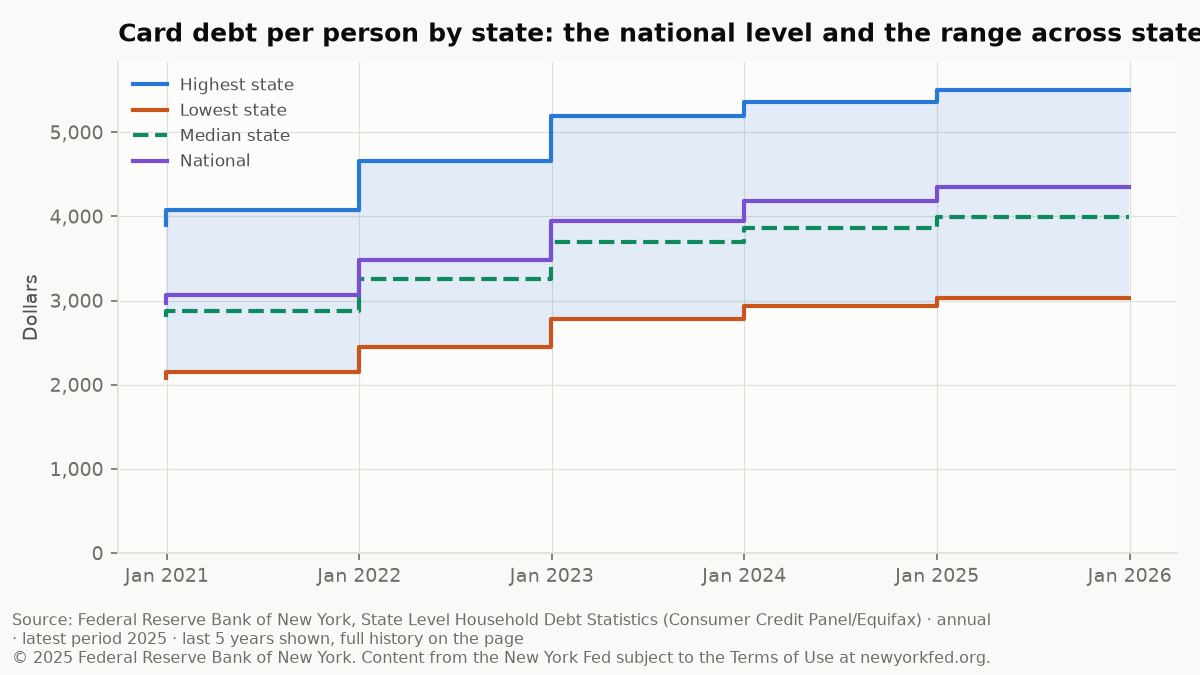 Card debt per person by state: the national level and the range across state
Highest state
Lowest state
Median state
National
Dollars
5,000
4,000
3,000
2,000
1,000
0
Jan 2021
Jan 2022
Jan 2023
Jan 2024
Jan 2025
Jan 2026
Source: Federal Reserve Bank of New York, State Level Household Debt Statistics (Consumer Credit Panel/Equifax) · annual
· latest period 2025 · last 5 years shown, full history on the page
© 2025 Federal Reserve Bank of New York. Content from the New York Fed subject to the Terms of Use at newyorkfed.org.